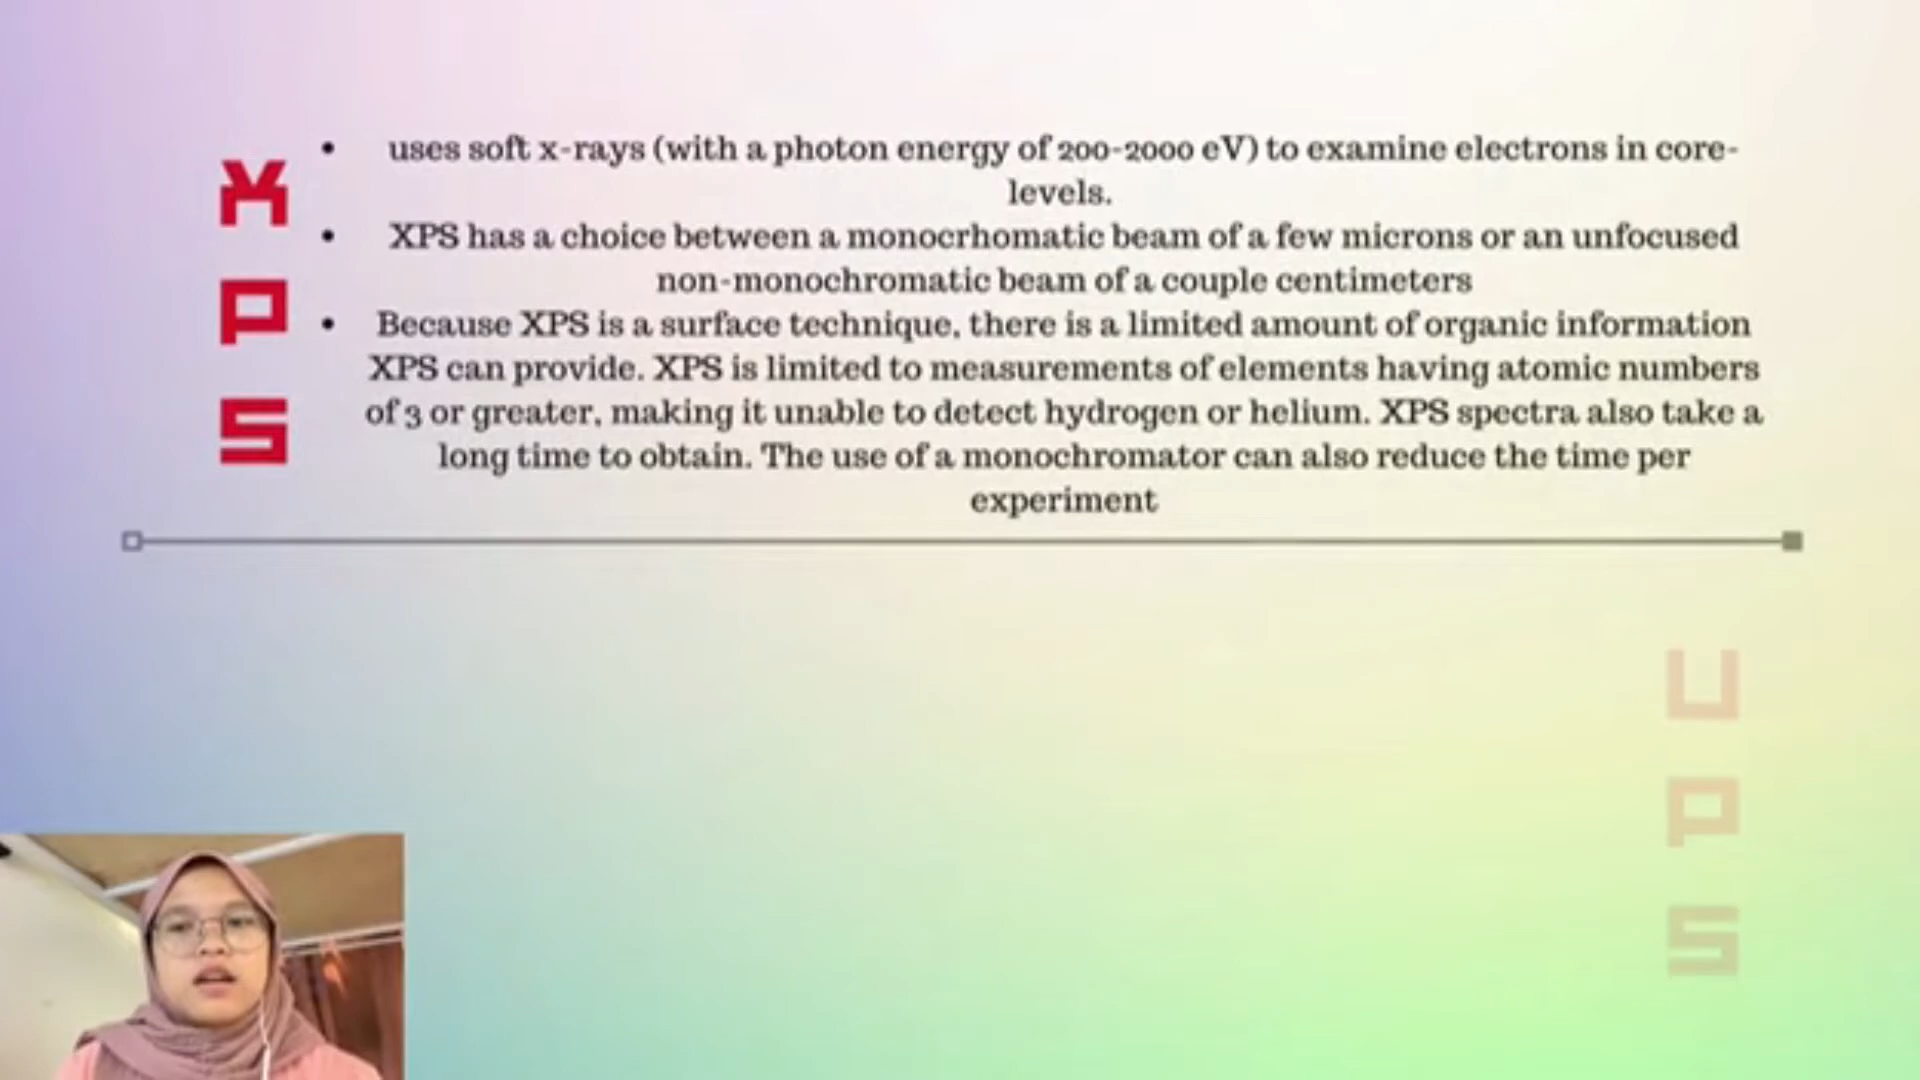 XPS
• uses soft x-rays (with a photon energy of 200-2000 eV) to examine electrons in core-
levels.
• XPS has a choice between a monocrhomatic beam of a few microns or an unfocused
non-monochromatic beam of a couple centimeters
• Because XPS is a surface technique, there is a limited amount of organic information
XPS can provide. XPS is limited to measurements of elements having atomic numbers
of 3 or greater, making it unable to detect hydrogen or helium. XPS spectra also take a
long time to obtain. The use of a monochromator can also reduce the time per
experiment
UPS